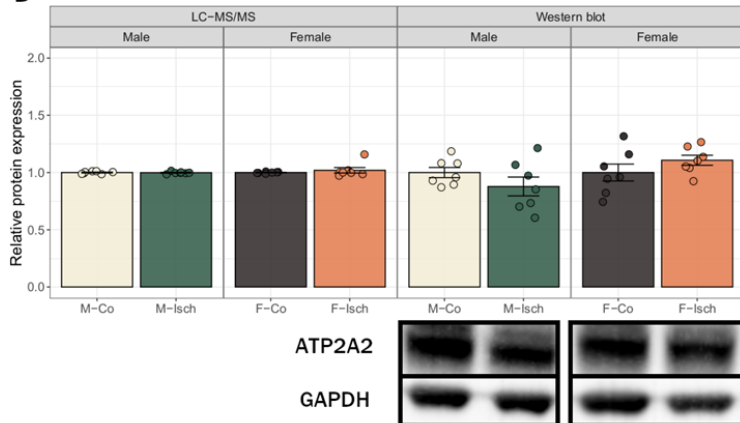 LC−MS/MS Western blot
Male Female Male Female
Relative protein expression
2.0
1.5
1.0
0.5
0.0
M−Co M−Isch F−Co F−Isch M−Co M−Isch F−Co F−Isch
ATP2A2
GAPDH